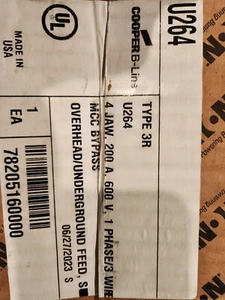 U264
COOPER B-Line
UL
MADE IN
USA
TYPE 3R
U264
4 JAW, 200 A, 600 V, 1 PHASE/3 WIRE
MCC BYPASS
OVERHEAD/UNDERGROUND FEED,
06/27/2023 S
1
EA
78205160000